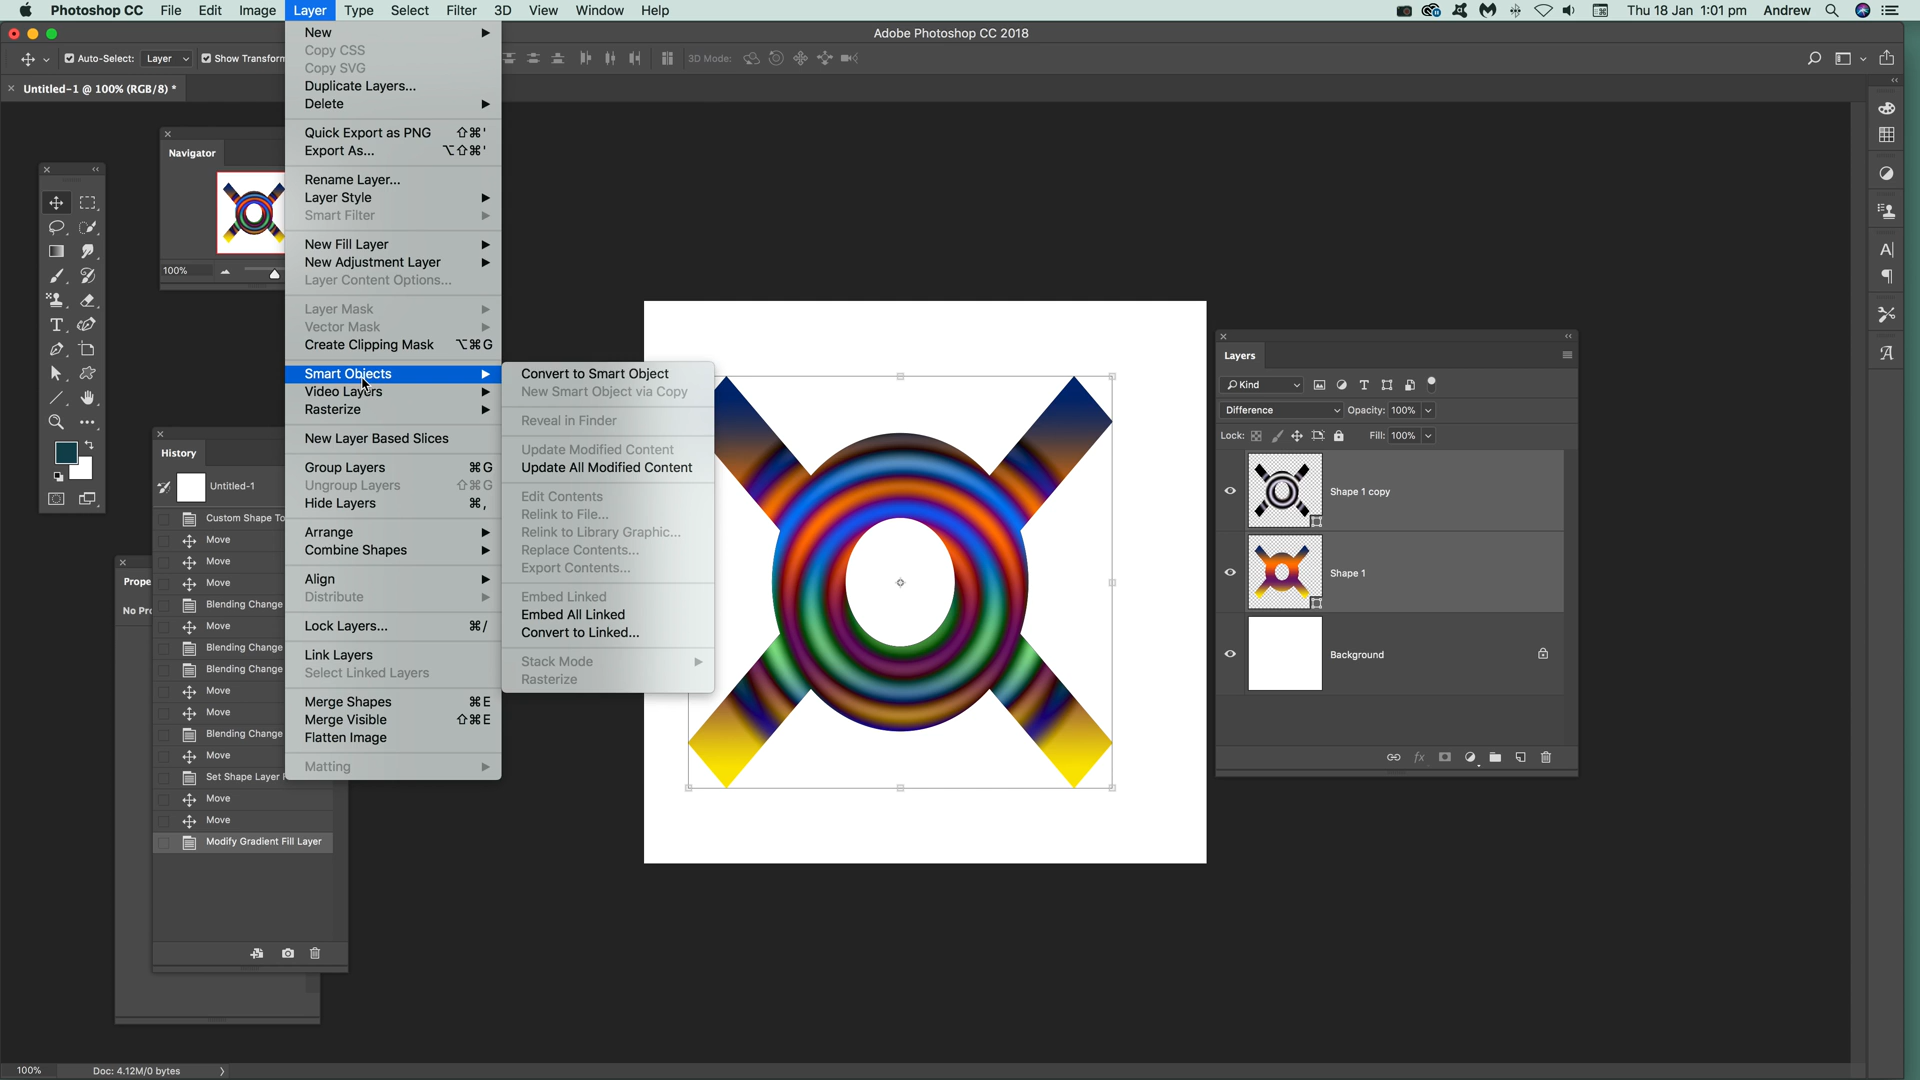 Photoshop CC File Edit Image Layer Type Select Filter 3D View Window Help Thu 18 Jan 1:01 pm Andrew
Adobe Photoshop CC 2018
Auto-Select: Layer Show Transform 3D Mode:
× Untitled-1 @ 100% (RGB/8) *
New
Copy CSS
Copy SVG
Duplicate Layers...
Delete
Quick Export as PNG ⇧⌘'
Export As... ⌥⇧⌘'
Rename Layer...
Layer Style
Smart Filter
New Fill Layer
New Adjustment Layer
Layer Content Options...
Layer Mask
Vector Mask
Create Clipping Mask ⌥⌘G
Smart Objects
Video Layers
Rasterize
New Layer Based Slices
Group Layers ⌘G
Ungroup Layers ⇧⌘G
Hide Layers ⌘,
Arrange
Combine Shapes
Align
Distribute
Lock Layers... ⌘/
Link Layers
Select Linked Layers
Merge Shapes ⌘E
Merge Visible ⇧⌘E
Flatten Image
Matting
Convert to Smart Object
New Smart Object via Copy
Reveal in Finder
Update Modified Content
Update All Modified Content
Edit Contents
Relink to File...
Relink to Library Graphic...
Replace Contents...
Export Contents...
Embed Linked
Embed All Linked
Convert to Linked...
Stack Mode
Rasterize
Navigator
100%
History
Untitled-1
Custom Shape To
Move
Move
Move
Blending Change
Move
Blending Change
Blending Change
Move
Move
Blending Change
Move
Set Shape Layer
Move
Move
Modify Gradient Fill Layer
Prope
No Pro
Layers
Kind
Difference Opacity: 100%
Lock: Fill: 100%
Shape 1 copy
Shape 1
Background
100% Doc: 4.12M/0 bytes